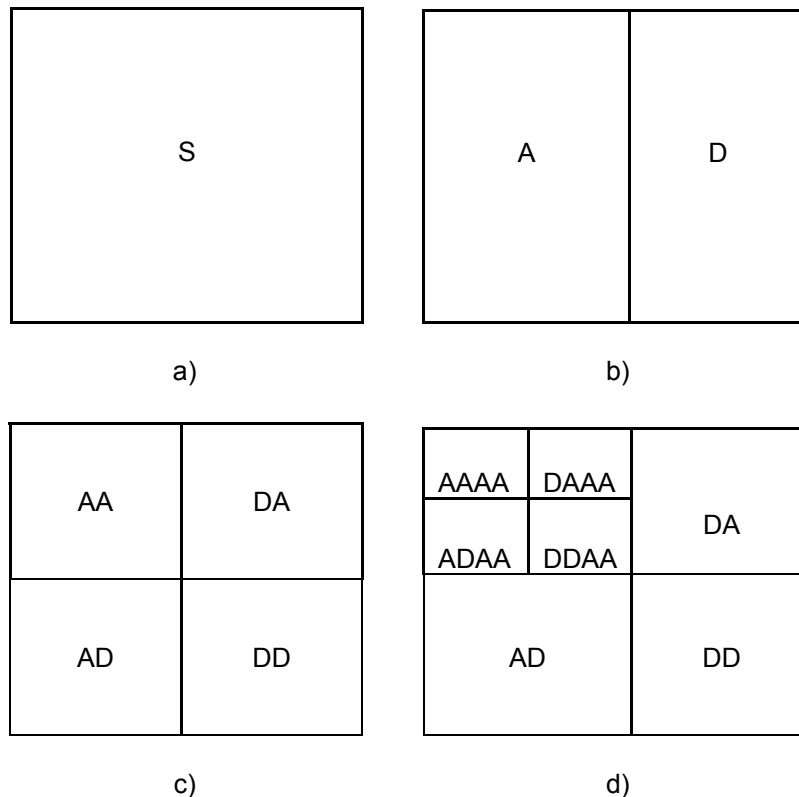 S
A D
a) b)
AA DA
AD DD
AAAA DAAA
DA
ADAA DDAA
AD DD
c) d)